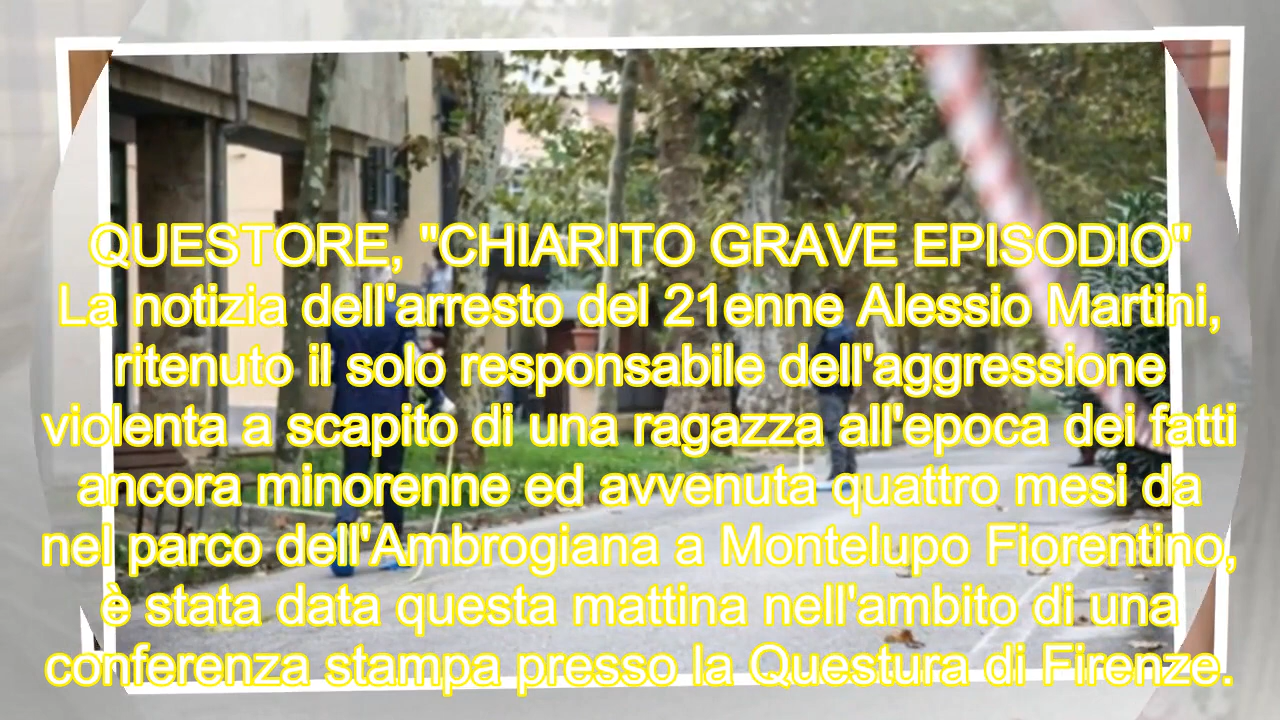 QUESTORE, "CHIARITO GRAVE EPISODIO"
La notizia dell'arresto del 21enne Alessio Martini,
ritenuto il solo responsabile dell'aggressione
violenta a scapito di una ragazza all'epoca dei fatti
ancora minorenne ed avvenuta quattro mesi da
nel parco dell'Ambrogiana a Montelupo Fiorentino,
è stata data questa mattina nell'ambito di una
conferenza stampa presso la Questura di Firenze.